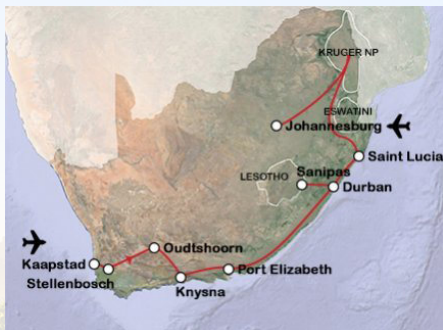 KRUGER NP
ESWATINI
Johannesburg
Saint Lucia
Sanipas
LESOTHO
Durban
Oudtshoorn
Kaapstad
Port Elizabeth
Stellenbosch
Knysna